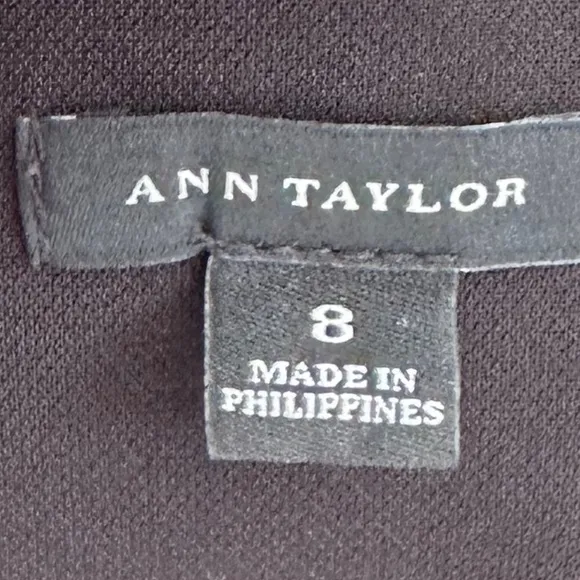 ANN TAYLOR
8
MADE IN
PHILIPPINES